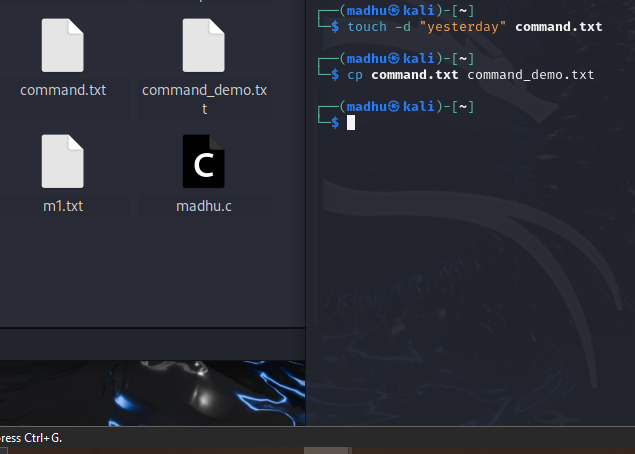 command.txt
command_demo.tx
t
m1.txt
C
madhu.c
┌──(madhu㉿kali)-[~]
└─$ touch -d "yesterday" command.txt
┌──(madhu㉿kali)-[~]
└─$ cp command.txt command_demo.txt
┌──(madhu㉿kali)-[~]
└─$
ress Ctrl+G.